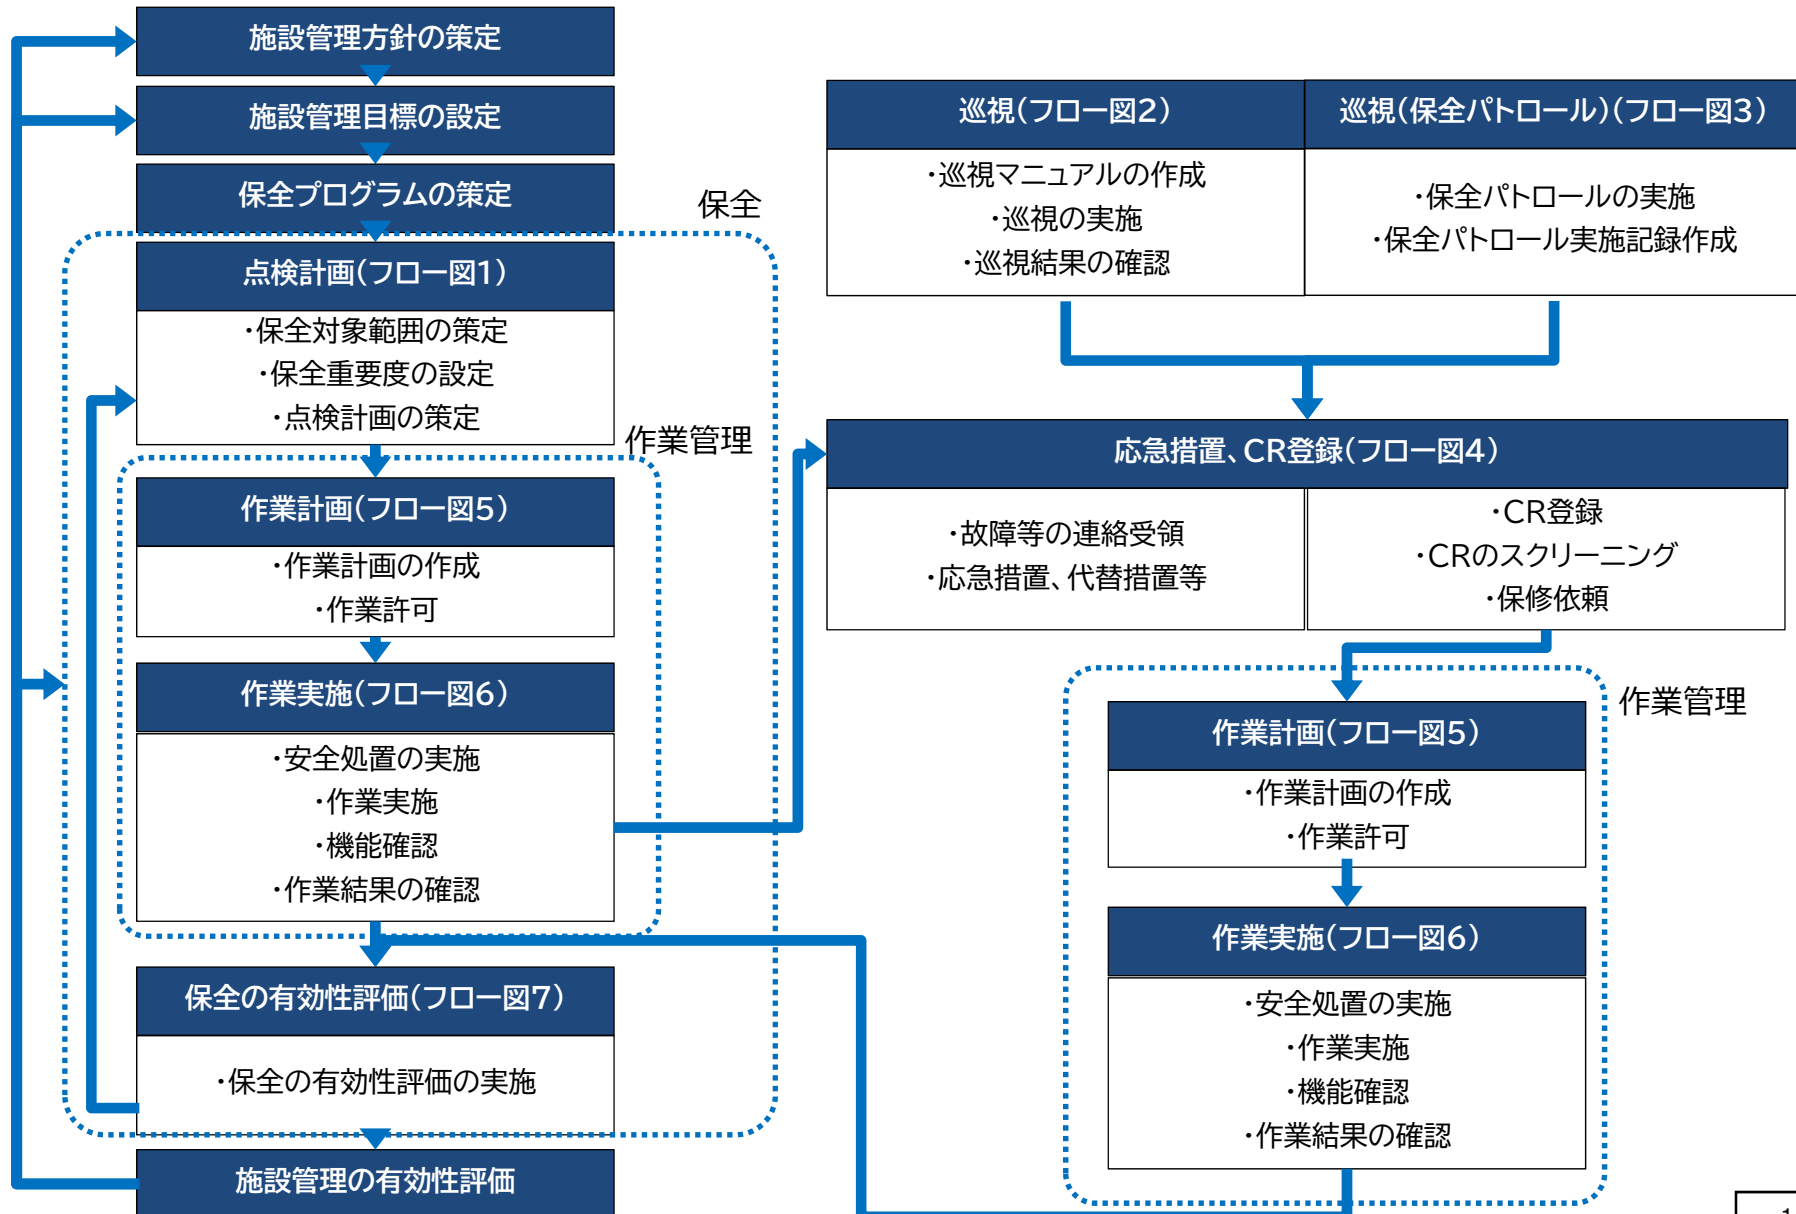 施設管理方針の策定
施設管理目標の設定
保全プログラムの策定
保全
点検計画(フロー図1)
・保全対象範囲の策定
・保全重要度の設定
・点検計画の策定
作業管理
作業計画(フロー図5)
・作業計画の作成
・作業許可
作業実施(フロー図6)
・安全処置の実施
・作業実施
・機能確認
・作業結果の確認
保全の有効性評価(フロー図7)
・保全の有効性評価の実施
施設管理の有効性評価
巡視(フロー図2)
・巡視マニュアルの作成
・巡視の実施
・巡視結果の確認
巡視(保全パトロール)(フロー図3)
・保全パトロールの実施
・保全パトロール実施記録作成
応急措置、CR登録(フロー図4)
・故障等の連絡受領
・応急措置、代替措置等
・CR登録
・CRのスクリーニング
・保修依頼
作業管理
作業計画(フロー図5)
・作業計画の作成
・作業許可
作業実施(フロー図6)
・安全処置の実施
・作業実施
・機能確認
・作業結果の確認
1